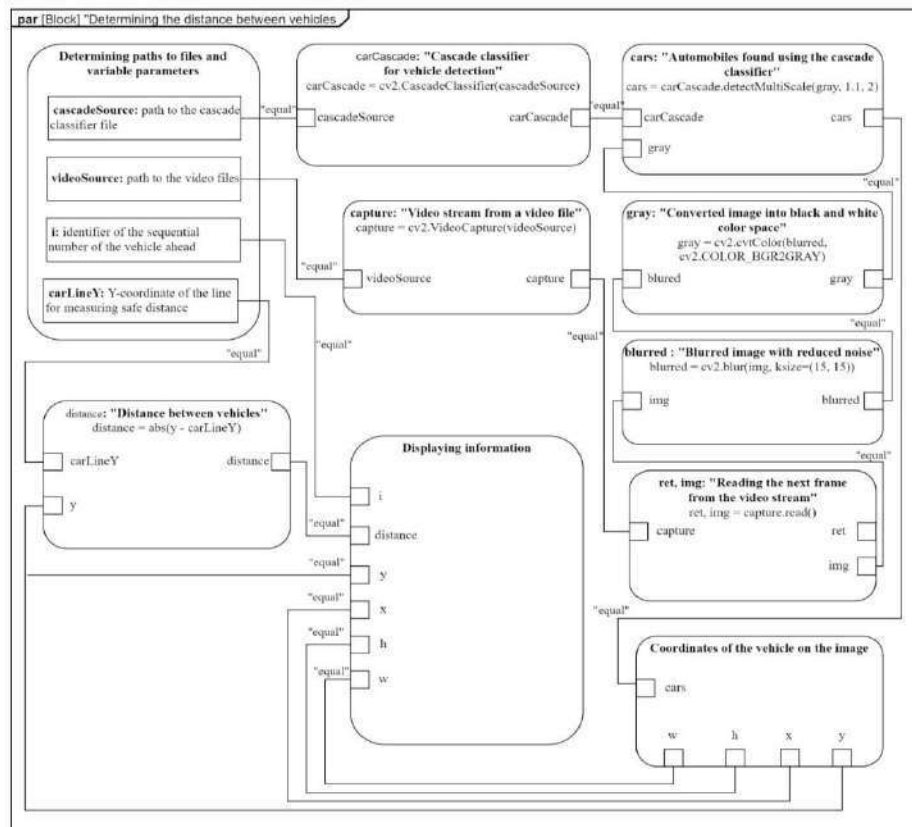 par [Block] "Determining the distance between vehicles
Determining paths to files and
variable parameters
cascadeSource: path to the cascade
classifier file
videoSource: path to the video files
i: identifier of the sequential
number of the vehicle ahead
carLineY: Y-coordinate of the line
for measuring safe distance
"equal"
carCascade: "Cascade classifier
for vehicle detection"
carCascade = cv2.CascadeClassifier(cascadeSource)
cascadeSource
carCascade
"equal"
cars: "Automobiles found using the cascade
classifier"
cars = carCascade.detectMultiScale(gray, 1.1, 2)
carCascade
cars
gray
"equal"
capture: "Video stream from a video file"
capture = cv2.VideoCapture(videoSource)
"equal"
videoSource
capture
gray: "Converted image into black and white
color space"
gray = cv2.cvtColor(blurred,
cv2.COLOR_BGR2GRAY)
blured
gray
"equal"
"equal"
"equal"
"equal"
blurred : "Blurred image with reduced noise"
blurred = cv2.blur(img, ksize=(15, 15))
img
blurred
"equal"
distance: "Distance between vehicles"
distance = abs(y - carLineY)
carLineY
distance
y
Displaying information
i
"equal"
distance
"equal"
y
"equal"
x
"equal"
h
"equal"
w
ret, img: "Reading the next frame
from the video stream"
ret, img = capture.read()
capture
ret
img
"equal"
Coordinates of the vehicle on the image
cars
w
h
x
y